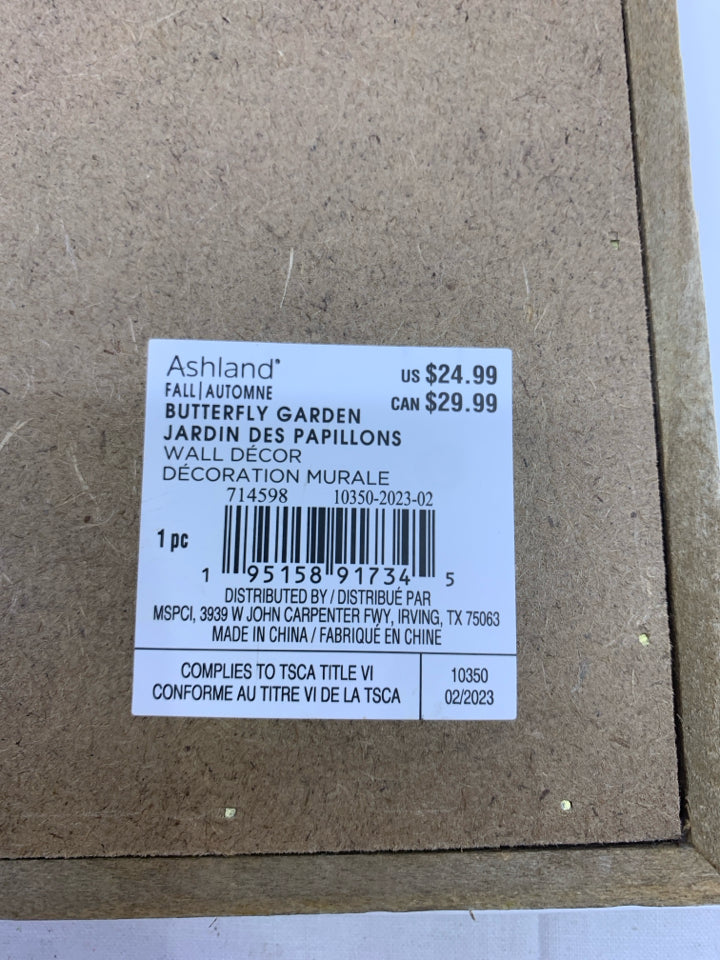 Ashland®
US $24.99
FALL|AUTOMNE
CAN $29.99
BUTTERFLY GARDEN
JARDIN DES PAPILLONS
WALL DÉCOR
DÉCORATION MURALE
714598 10350-2023-02
1 pc
1 95158 91734 5
DISTRIBUTED BY / DISTRIBUÉ PAR
MSPCI, 3939 W JOHN CARPENTER FWY, IRVING, TX 75063
MADE IN CHINA / FABRIQUÉ EN CHINE
COMPLIES TO TSCA TITLE VI
CONFORME AU TITRE VI DE LA TSCA
10350
02/2023